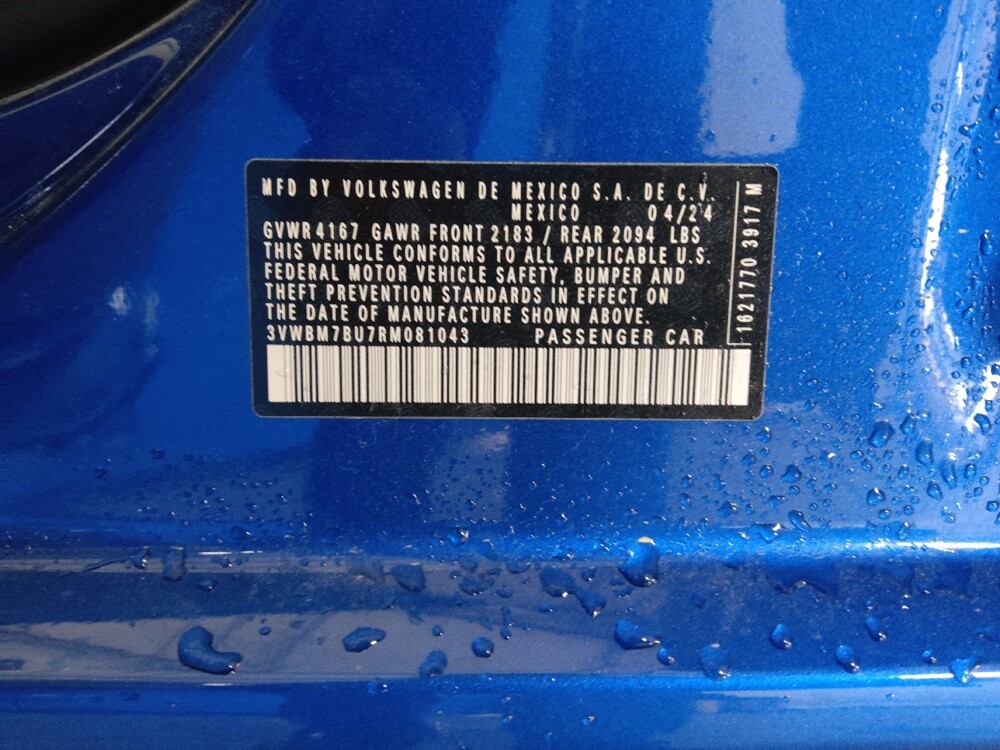 MFD BY VOLKSWAGEN DE MEXICO S.A. DE C.V.
MEXICO 04/24
GVWR 4167 GAWR FRONT 2183 / REAR 2094 LBS
THIS VEHICLE CONFORMS TO ALL APPLICABLE U.S.
FEDERAL MOTOR VEHICLE SAFETY, BUMPER AND
THEFT PREVENTION STANDARDS IN EFFECT ON
THE DATE OF MANUFACTURE SHOWN ABOVE.
3VWBM7BU7RM081043 PASSENGER CAR
1621770 3917 M